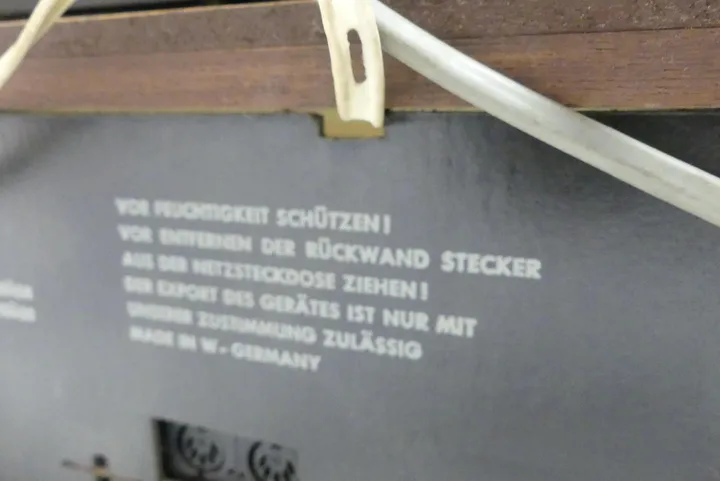 VOR FEUCHTIGKEIT SCHÜTZEN!
VOR ENTFERNEN DER RÜCKWAND STECKER
AUS DER NETZSTECKDOSE ZIEHEN!
DER EXPORT DES GERÄTES IST NUR MIT
UNSERER ZUSTIMMUNG ZULÄSSIG
MADE IN W.-GERMANY